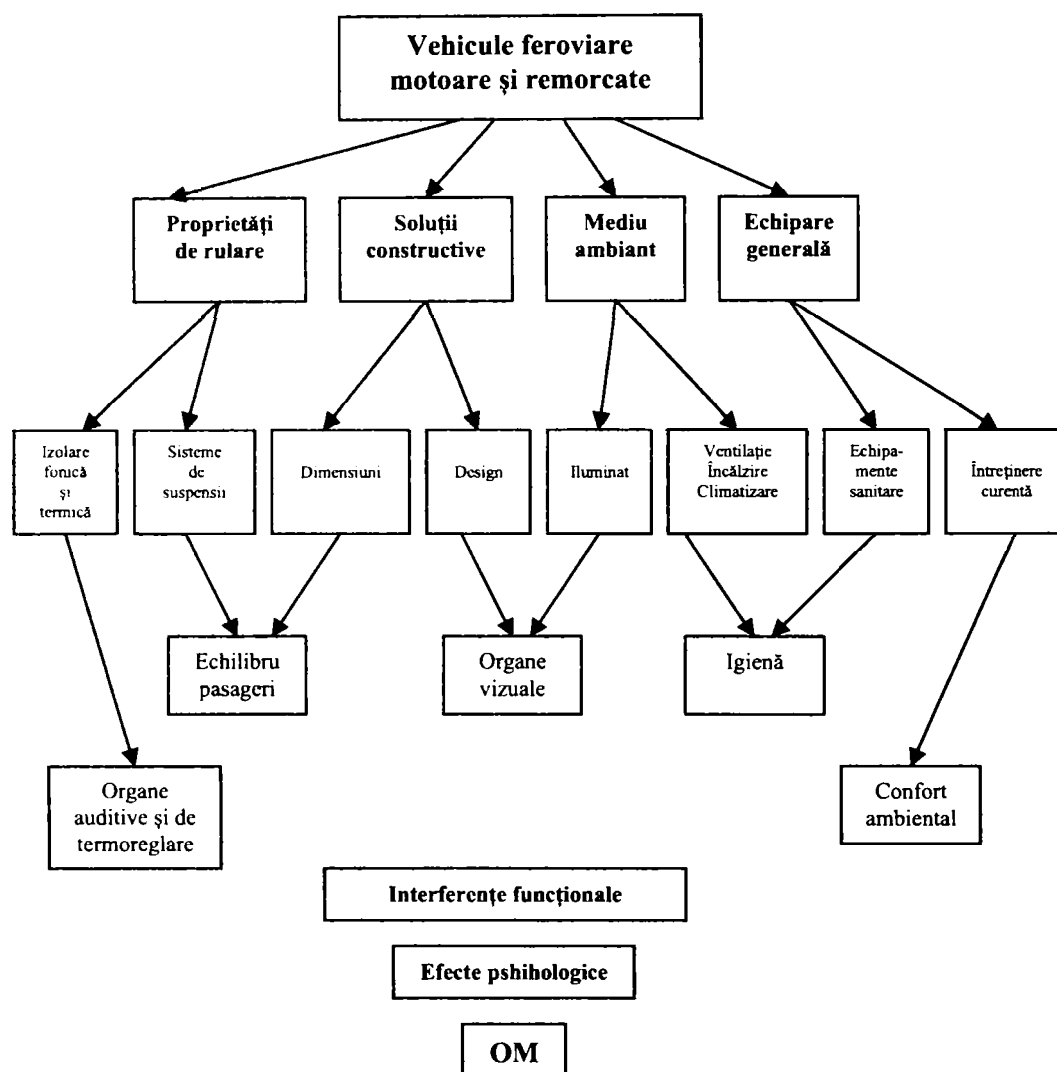 Vehicule feroviare
motoare și remorcate
Proprietăți
de rulare
Soluții
constructive
Mediu
ambiant
Echipare
generală
Izolare
fonică
și
termică
Sisteme
de
suspensii
Dimensiuni
Design
Iluminat
Ventilație
Încălzire
Climatizare
Echipa-
mente
sanitare
Întreținere
curentă
Echilibru
pasageri
Organe
vizuale
Igienă
Organe
auditive și de
termoreglare
Confort
ambiental
Interferențe funcționale
Efecte pshihologice
OM